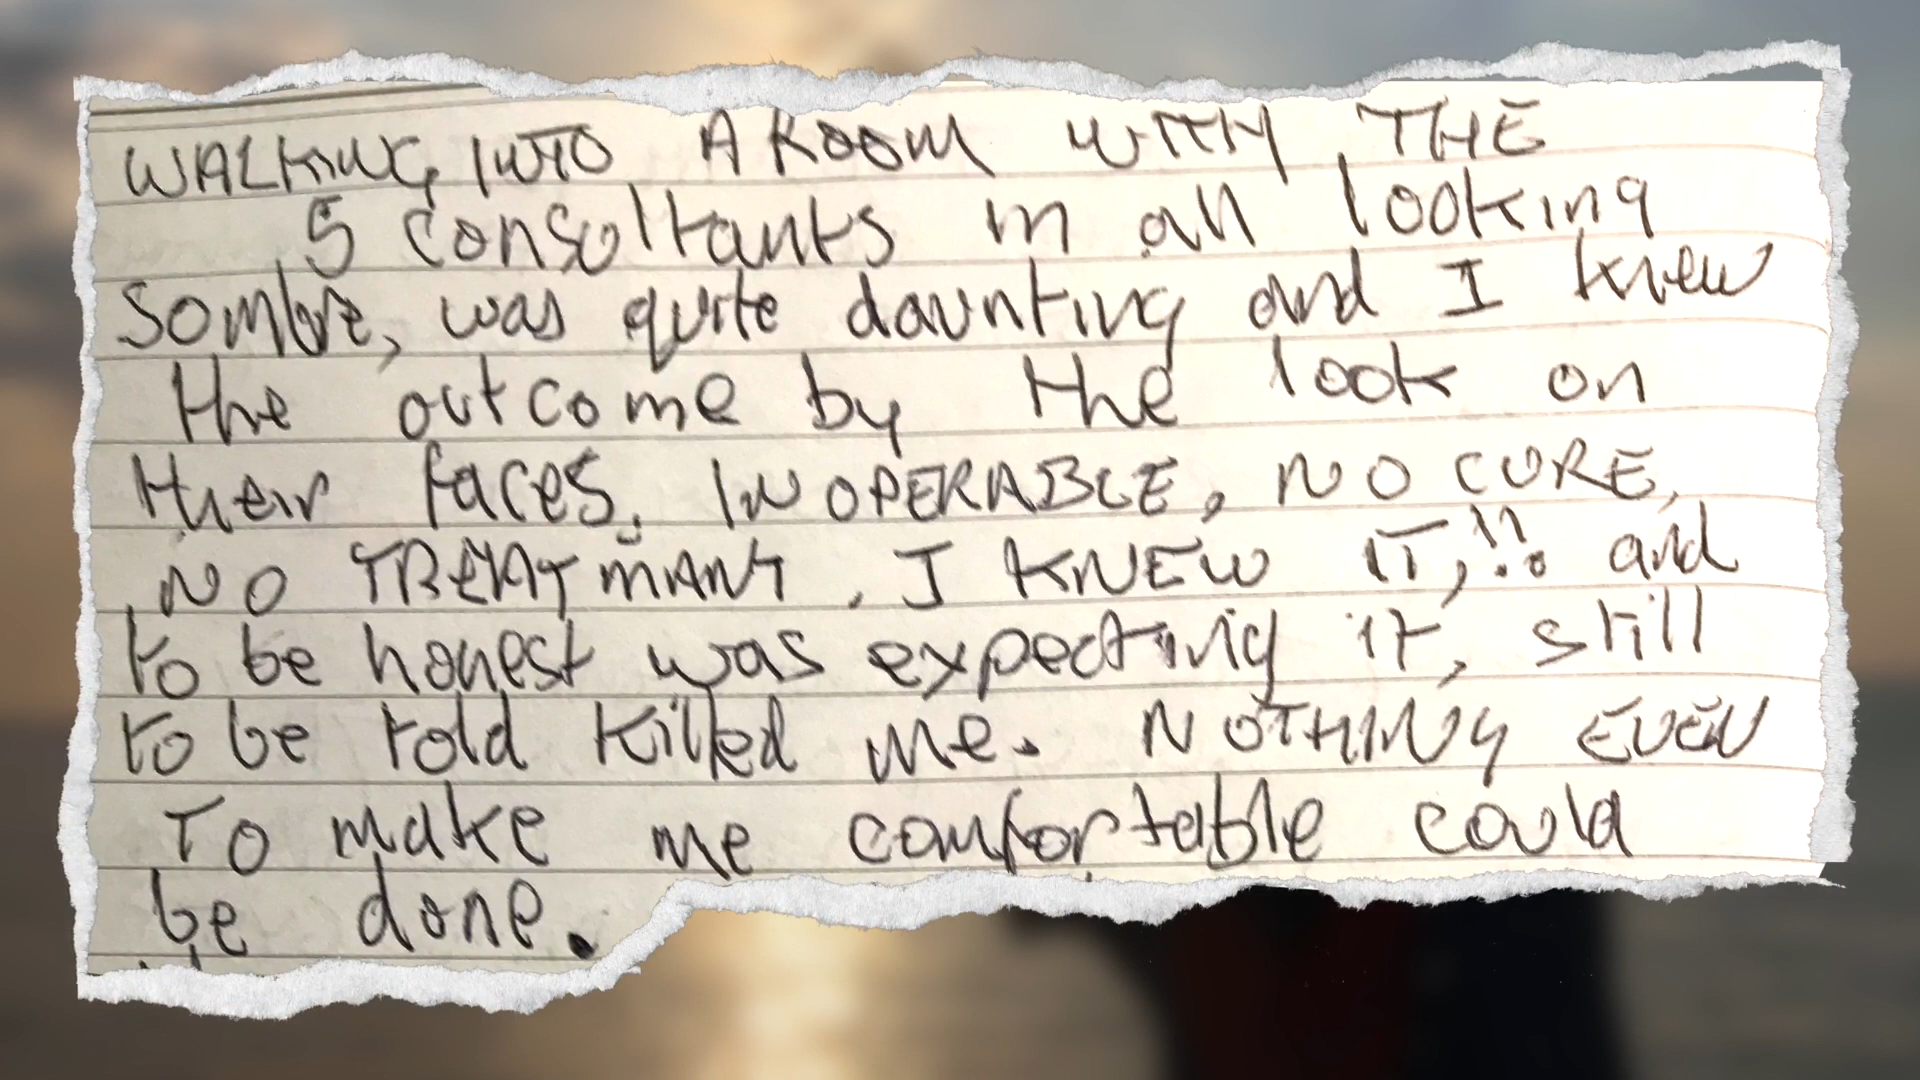 WALKING INTO A ROOM WITH THE
5 consultants in all looking
sombre, was quite daunting and I knew
the outcome by the look on
their faces. INOPERABLE, NO CURE,
NO TREATMANT, I KNEW IT,!! and
to be honest was expecting it, still
to be told killed me. NOTHING EVEN
TO make me comfortable could
be done.